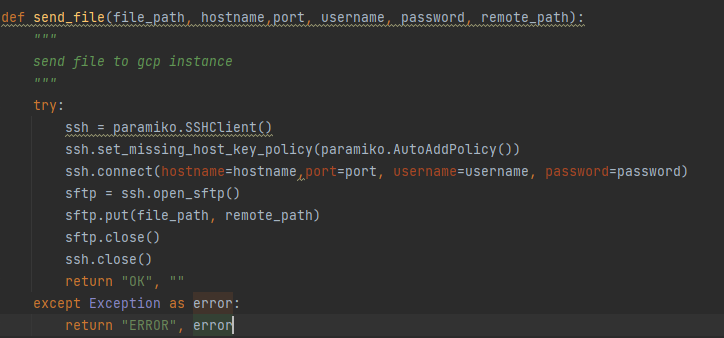 def send_file(file_path, hostname,port, username, password, remote_path):
    """
    send file to gcp instance
    """
    try:
        ssh = paramiko.SSHClient()
        ssh.set_missing_host_key_policy(paramiko.AutoAddPolicy())
        ssh.connect(hostname=hostname,port=port, username=username, password=password)
        sftp = ssh.open_sftp()
        sftp.put(file_path, remote_path)
        sftp.close()
        ssh.close()
        return "OK", ""
    except Exception as error:
        return "ERROR", error